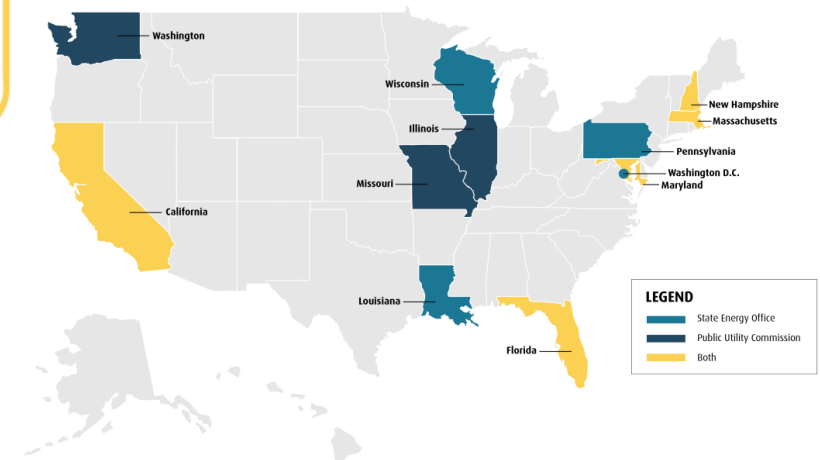 Washington
Wisconsin
New Hampshire
Massachusetts
Illinois
Pennsylvania
Washington D.C.
Missouri
Maryland
California
Louisiana
LEGEND
State Energy Office
Public Utility Commission
Florida
Both